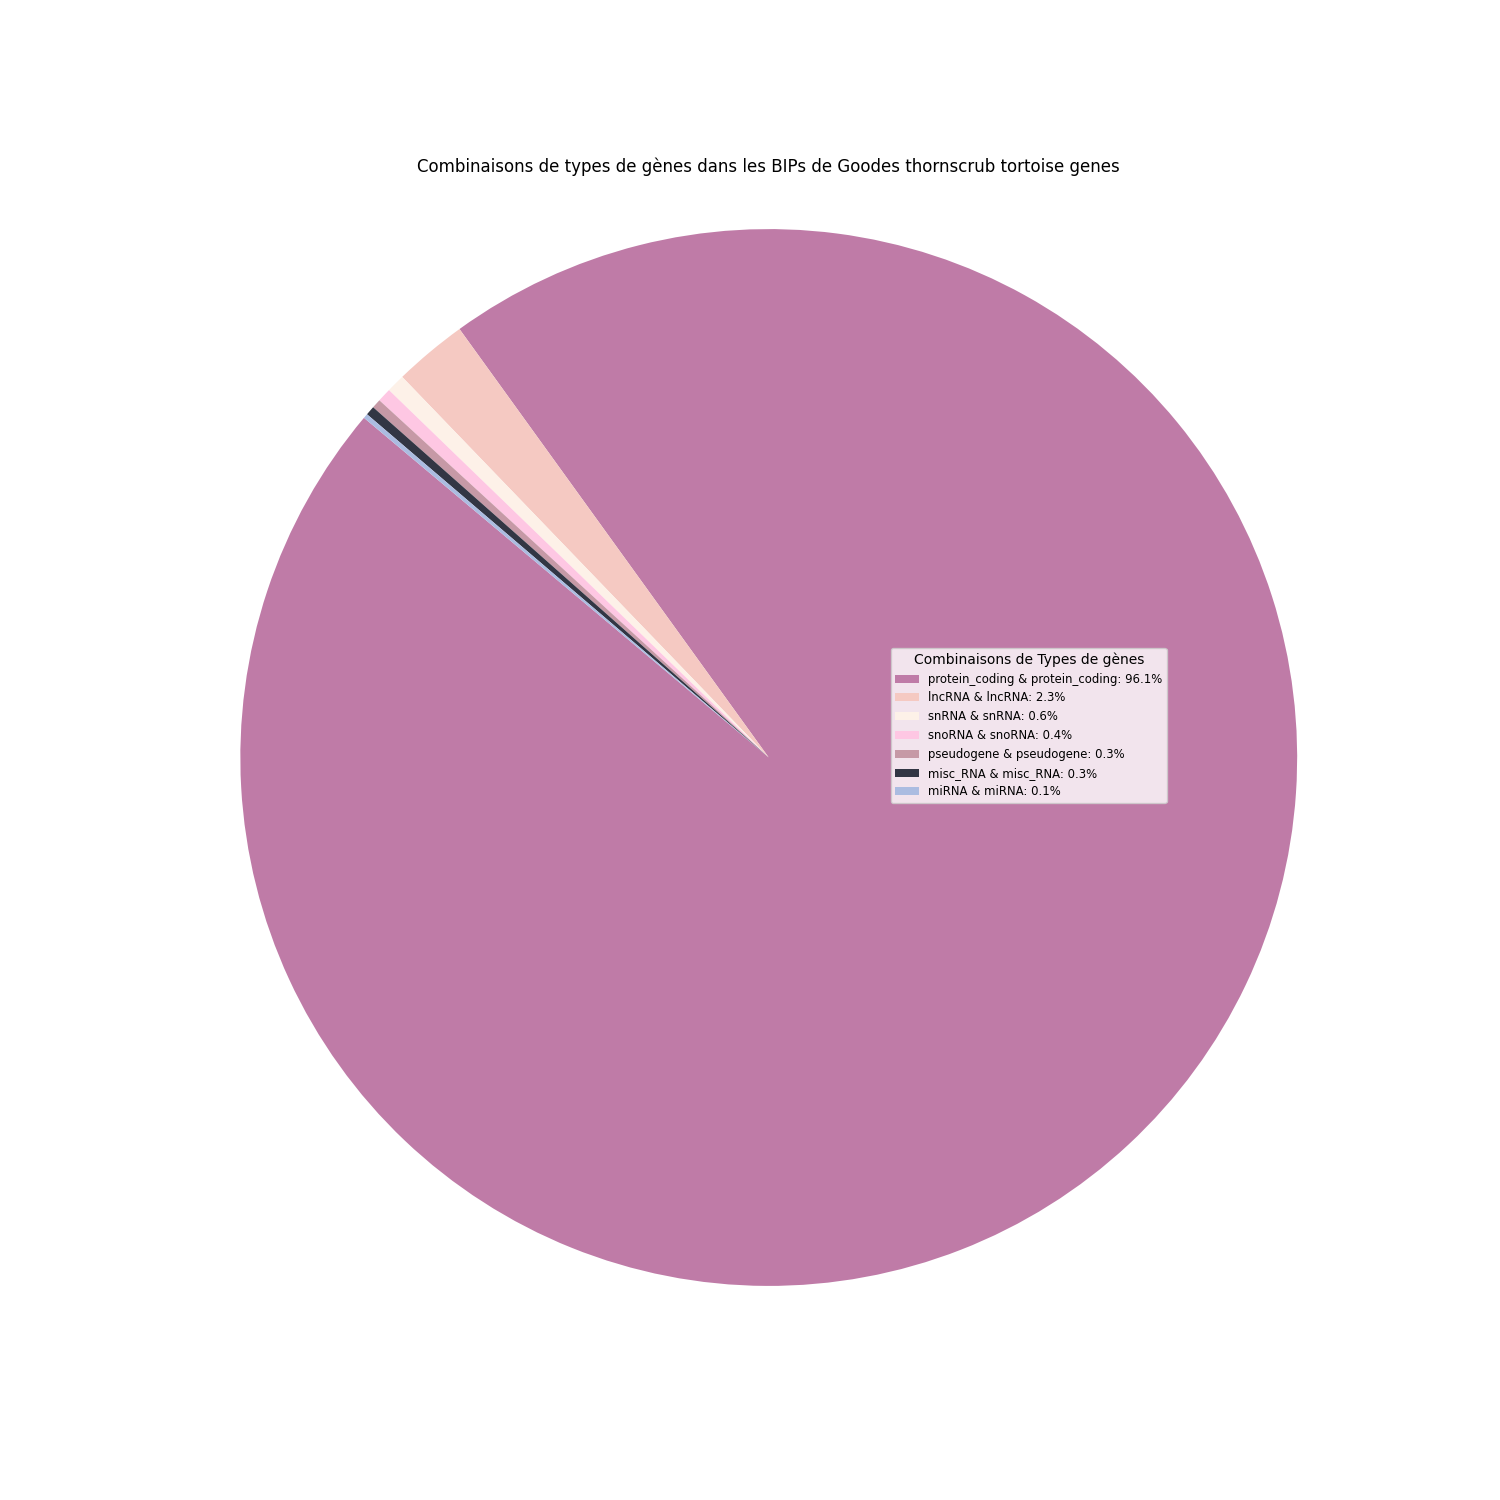 Combinaisons de types de gènes dans les BIPs de Goodes thornscrub tortoise genes
Combinaisons de Types de gènes
protein_coding & protein_coding: 96.1%
lncRNA & lncRNA: 2.3%
snRNA & snRNA: 0.6%
snoRNA & snoRNA: 0.4%
pseudogene & pseudogene: 0.3%
misc_RNA & misc_RNA: 0.3%
miRNA & miRNA: 0.1%